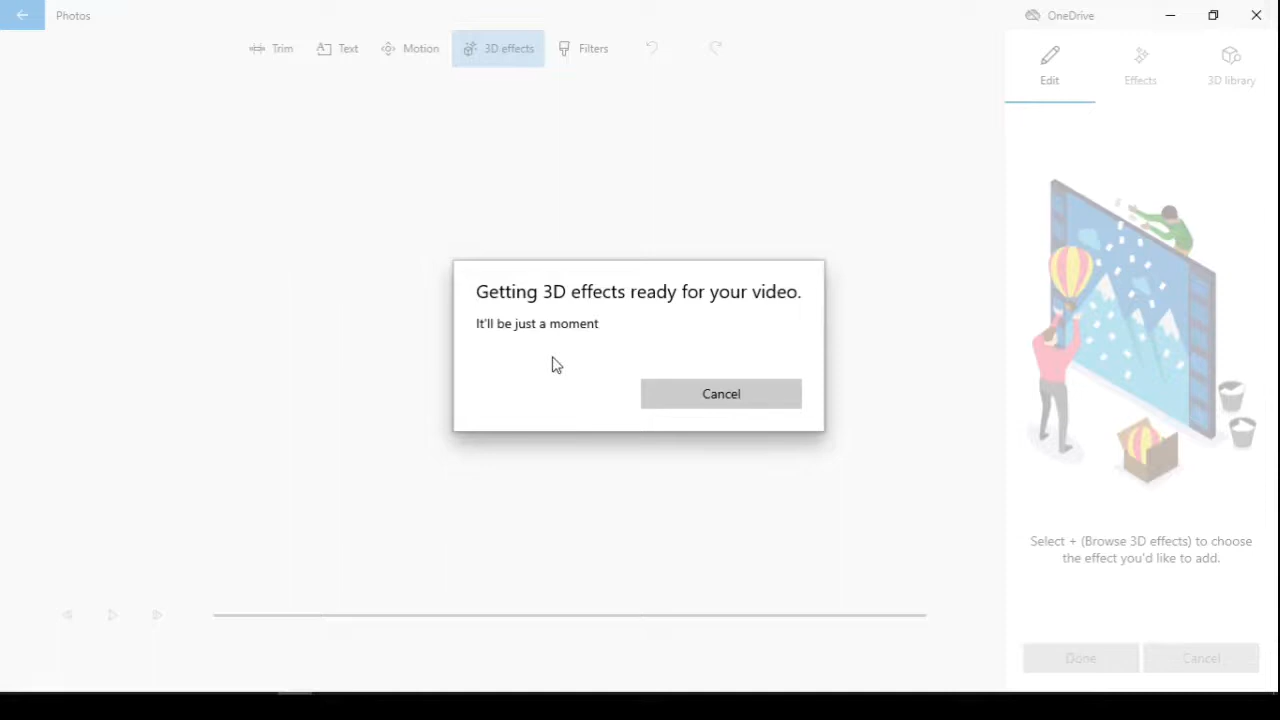 Photos
OneDrive
Trim
Text
Motion
3D effects
Filters
Edit
Effects
3D library
Getting 3D effects ready for your video.
It'll be just a moment
Cancel
Select + (Browse 3D effects) to choose
the effect you'd like to add.
Done
Cancel